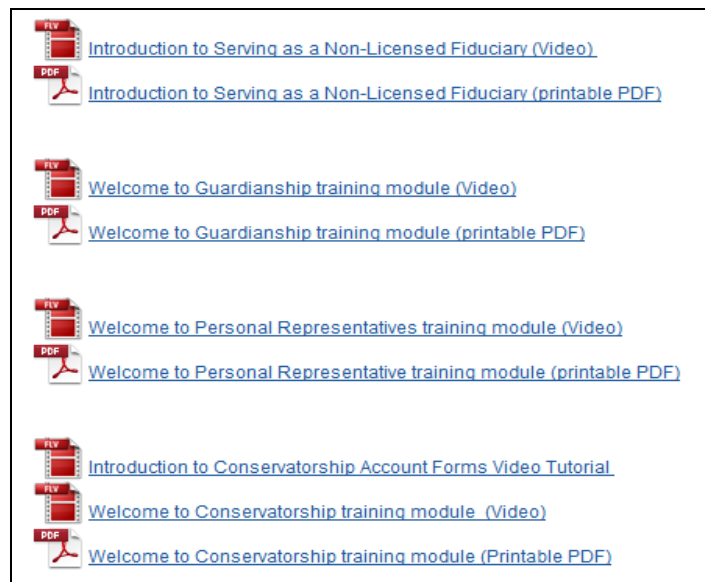 FLV
Introduction to Serving as a Non-Licensed Fiduciary (Video)
PDF
Introduction to Serving as a Non-Licensed Fiduciary (printable PDF)
FLV
Welcome to Guardianship training module (Video)
PDF
Welcome to Guardianship training module (printable PDF)
FLV
Welcome to Personal Representatives training module (Video)
PDF
Welcome to Personal Representative training module (printable PDF)
FLV
Introduction to Conservatorship Account Forms Video Tutorial
FLV
Welcome to Conservatorship training module  (Video)
PDF
Welcome to Conservatorship training module (Printable PDF)